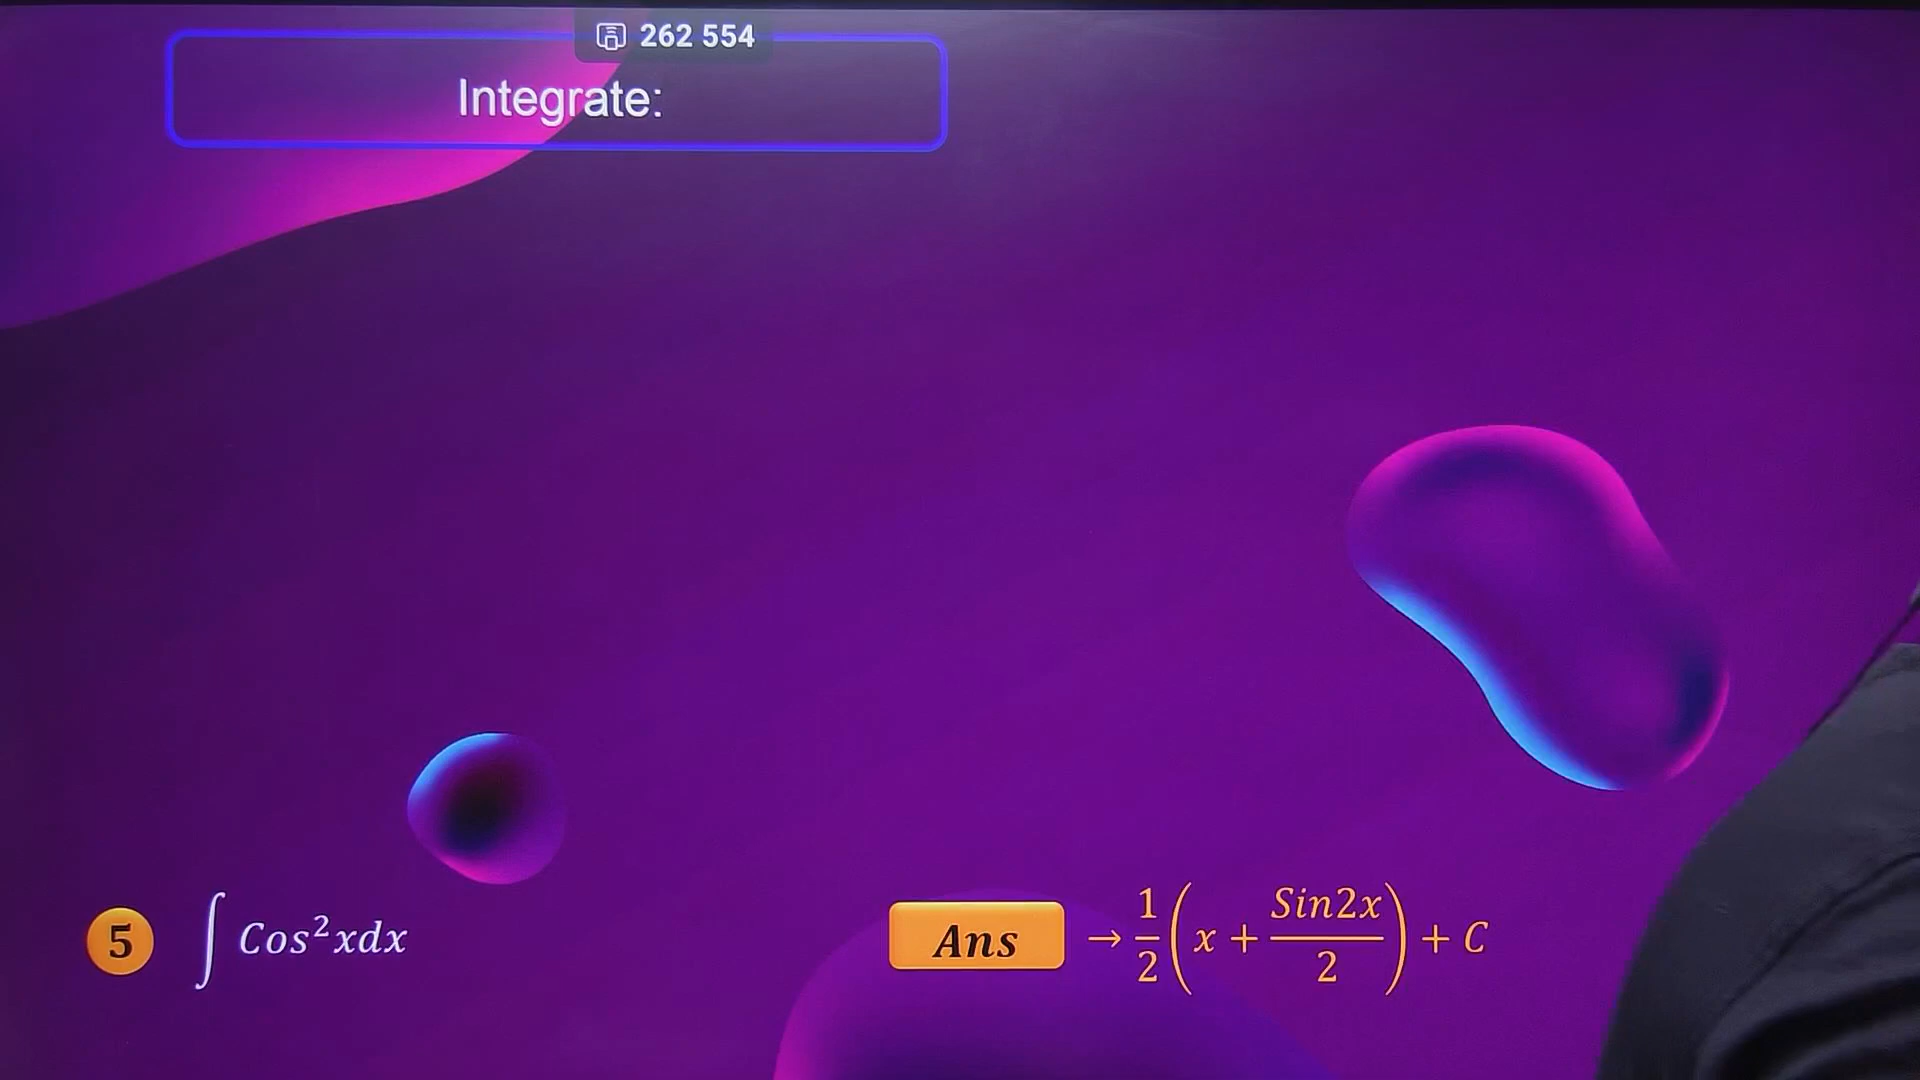 262 554
Integrate:
5 ∫ Cos²xdx
Ans → 1/2 (x + Sin2x/2) + C